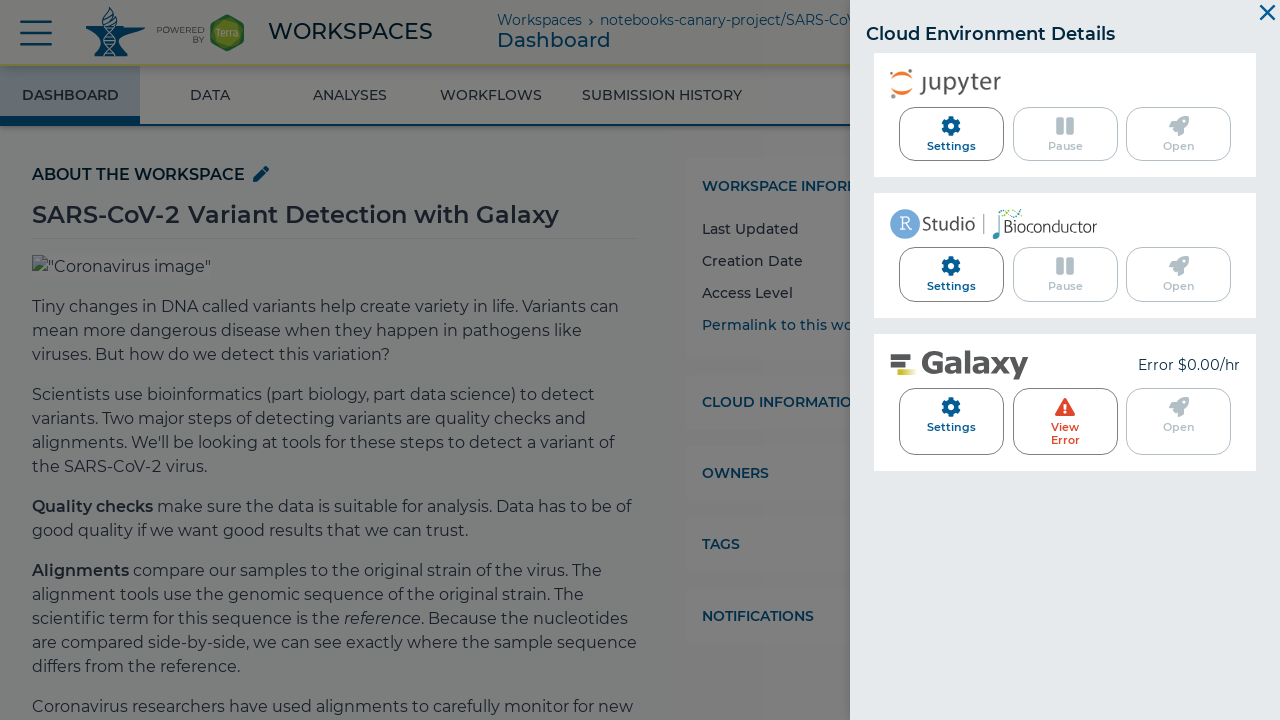 POWERED
BY
Terra
WORKSPACES
Workspaces › notebooks-canary-project/SARS-CoV
Dashboard
DASHBOARD
DATA
ANALYSES
WORKFLOWS
SUBMISSION HISTORY
ABOUT THE WORKSPACE
SARS-CoV-2 Variant Detection with Galaxy
"Coronavirus image"
Tiny changes in DNA called variants help create variety in life. Variants can
mean more dangerous disease when they happen in pathogens like
viruses. But how do we detect this variation?
Scientists use bioinformatics (part biology, part data science) to detect
variants. Two major steps of detecting variants are quality checks and
alignments. We'll be looking at tools for these steps to detect a variant of
the SARS-CoV-2 virus.
Quality checks make sure the data is suitable for analysis. Data has to be of
good quality if we want good results that we can trust.
Alignments compare our samples to the original strain of the virus. The
alignment tools use the genomic sequence of the original strain. The
scientific term for this sequence is the reference. Because the nucleotides
are compared side-by-side, we can see exactly where the sample sequence
differs from the reference.
Coronavirus researchers have used alignments to carefully monitor for new
WORKSPACE INFOR
Last Updated
Creation Date
Access Level
Permalink to this wo
CLOUD INFORMATIO
OWNERS
TAGS
NOTIFICATIONS
Cloud Environment Details
jupyter
Settings
Pause
Open
R Studio | Bioconductor
Settings
Pause
Open
Galaxy
Error $0.00/hr
Settings
View
Error
Open